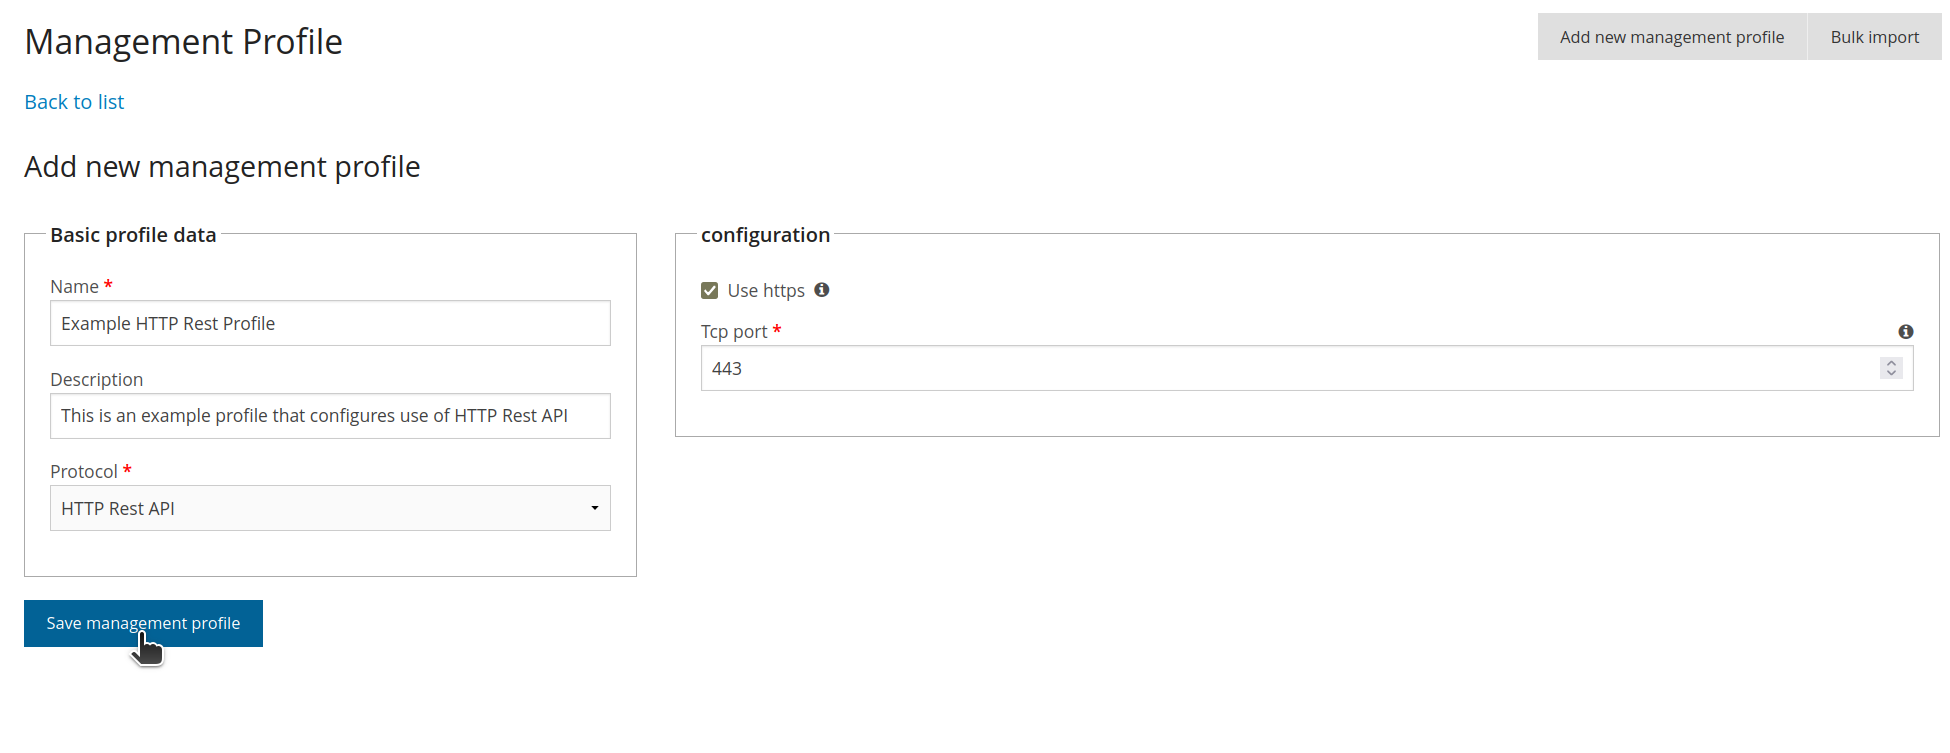 Management Profile
Add new management profile
Bulk import
Back to list
Add new management profile
Basic profile data
Name *
Example HTTP Rest Profile
Description
This is an example profile that configures use of HTTP Rest API
Protocol *
HTTP Rest API
configuration
Use https
Tcp port *
443
Save management profile